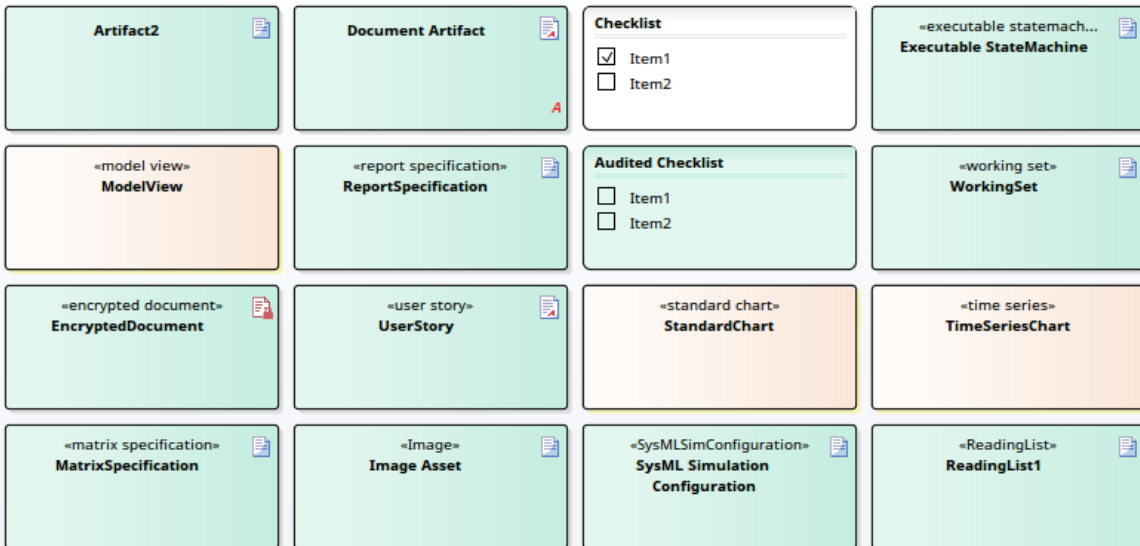 Artifact2
Document Artifact
A
Checklist
Item1
Item2
«executable statemach...
Executable StateMachine
«model view»
ModelView
«report specification»
ReportSpecification
Audited Checklist
Item1
Item2
«working set»
WorkingSet
«encrypted document»
EncryptedDocument
«user story»
UserStory
«standard chart»
StandardChart
«time series»
TimeSeriesChart
«matrix specification»
MatrixSpecification
«Image»
Image Asset
«SysMLSimConfiguration»
SysML Simulation
Configuration
«ReadingList»
ReadingList1